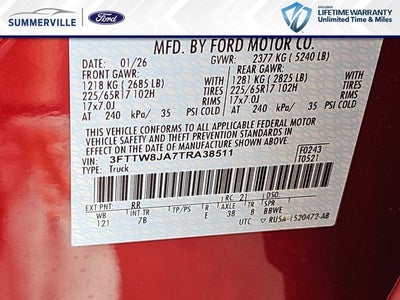 SUMMERVILLE Ford
EXCLUSIVE
LIFETIME WARRANTY
Unlimited Time & Miles
MFD. BY FORD MOTOR CO.
DATE: 01/26 GVWR: 2377 KG (5240 LB)
FRONT GAWR: REAR GAWR:
1218 KG (2685 LB) 1281 KG (2825 LB)
225/65R17 102H 225/65R17 102H
17x7.0J 17x7.0J
AT 240 kPa/ 35 PSI COLD AT 240 kPa/ 35 PSI COLD
THIS VEHICLE CONFORMS TO ALL APPLICABLE FEDERAL MOTOR
VEHICLE SAFETY AND THEFT PREVENTION STANDARDS IN EFFECT
ON THE DATE OF MANUFACTURE SHOWN ABOVE.
VIN: 3FTTW8JA7TRA38511 F0243
TYPE: Truck T0521
EXT PNT: RR RC: 21 DSO:
WB INT TR TP/PS R AXLE TR SPR
121 7B E 38 8 BBWE
UTC RU5A-1520472-AB